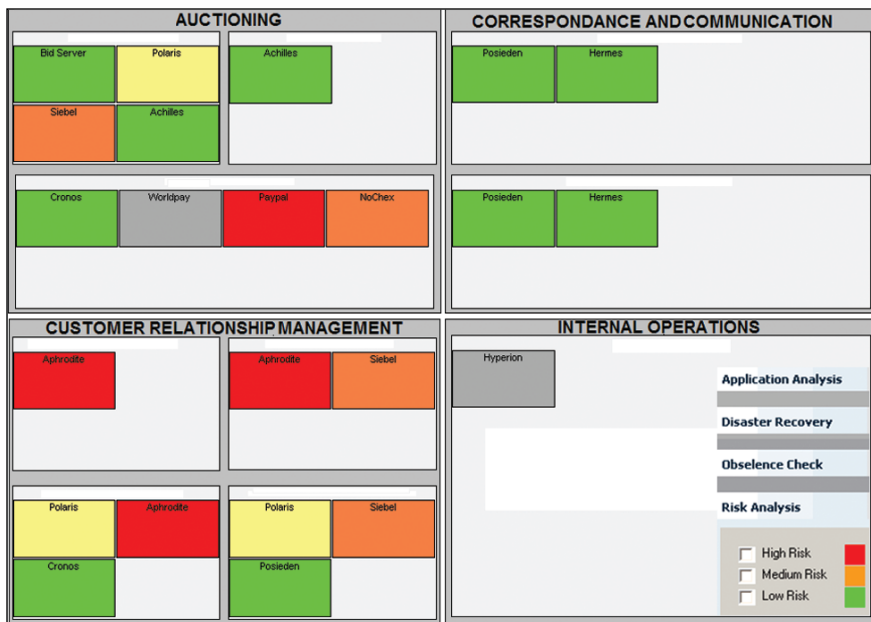 AUCTIONING
Bid Server Polaris
Siebel Achilles
Achilles
Cronos Worldpay Paypal NoChex
CORRESPONDANCE AND COMMUNICATION
Posieden Hermes
Posieden Hermes
CUSTOMER RELATIONSHIP MANAGEMENT
Aphrodite
Aphrodite Siebel
Polaris Aphrodite
Cronos
Polaris Siebel
Posieden
INTERNAL OPERATIONS
Hyperion
Application Analysis
Disaster Recovery
Obselence Check
Risk Analysis
High Risk
Medium Risk
Low Risk